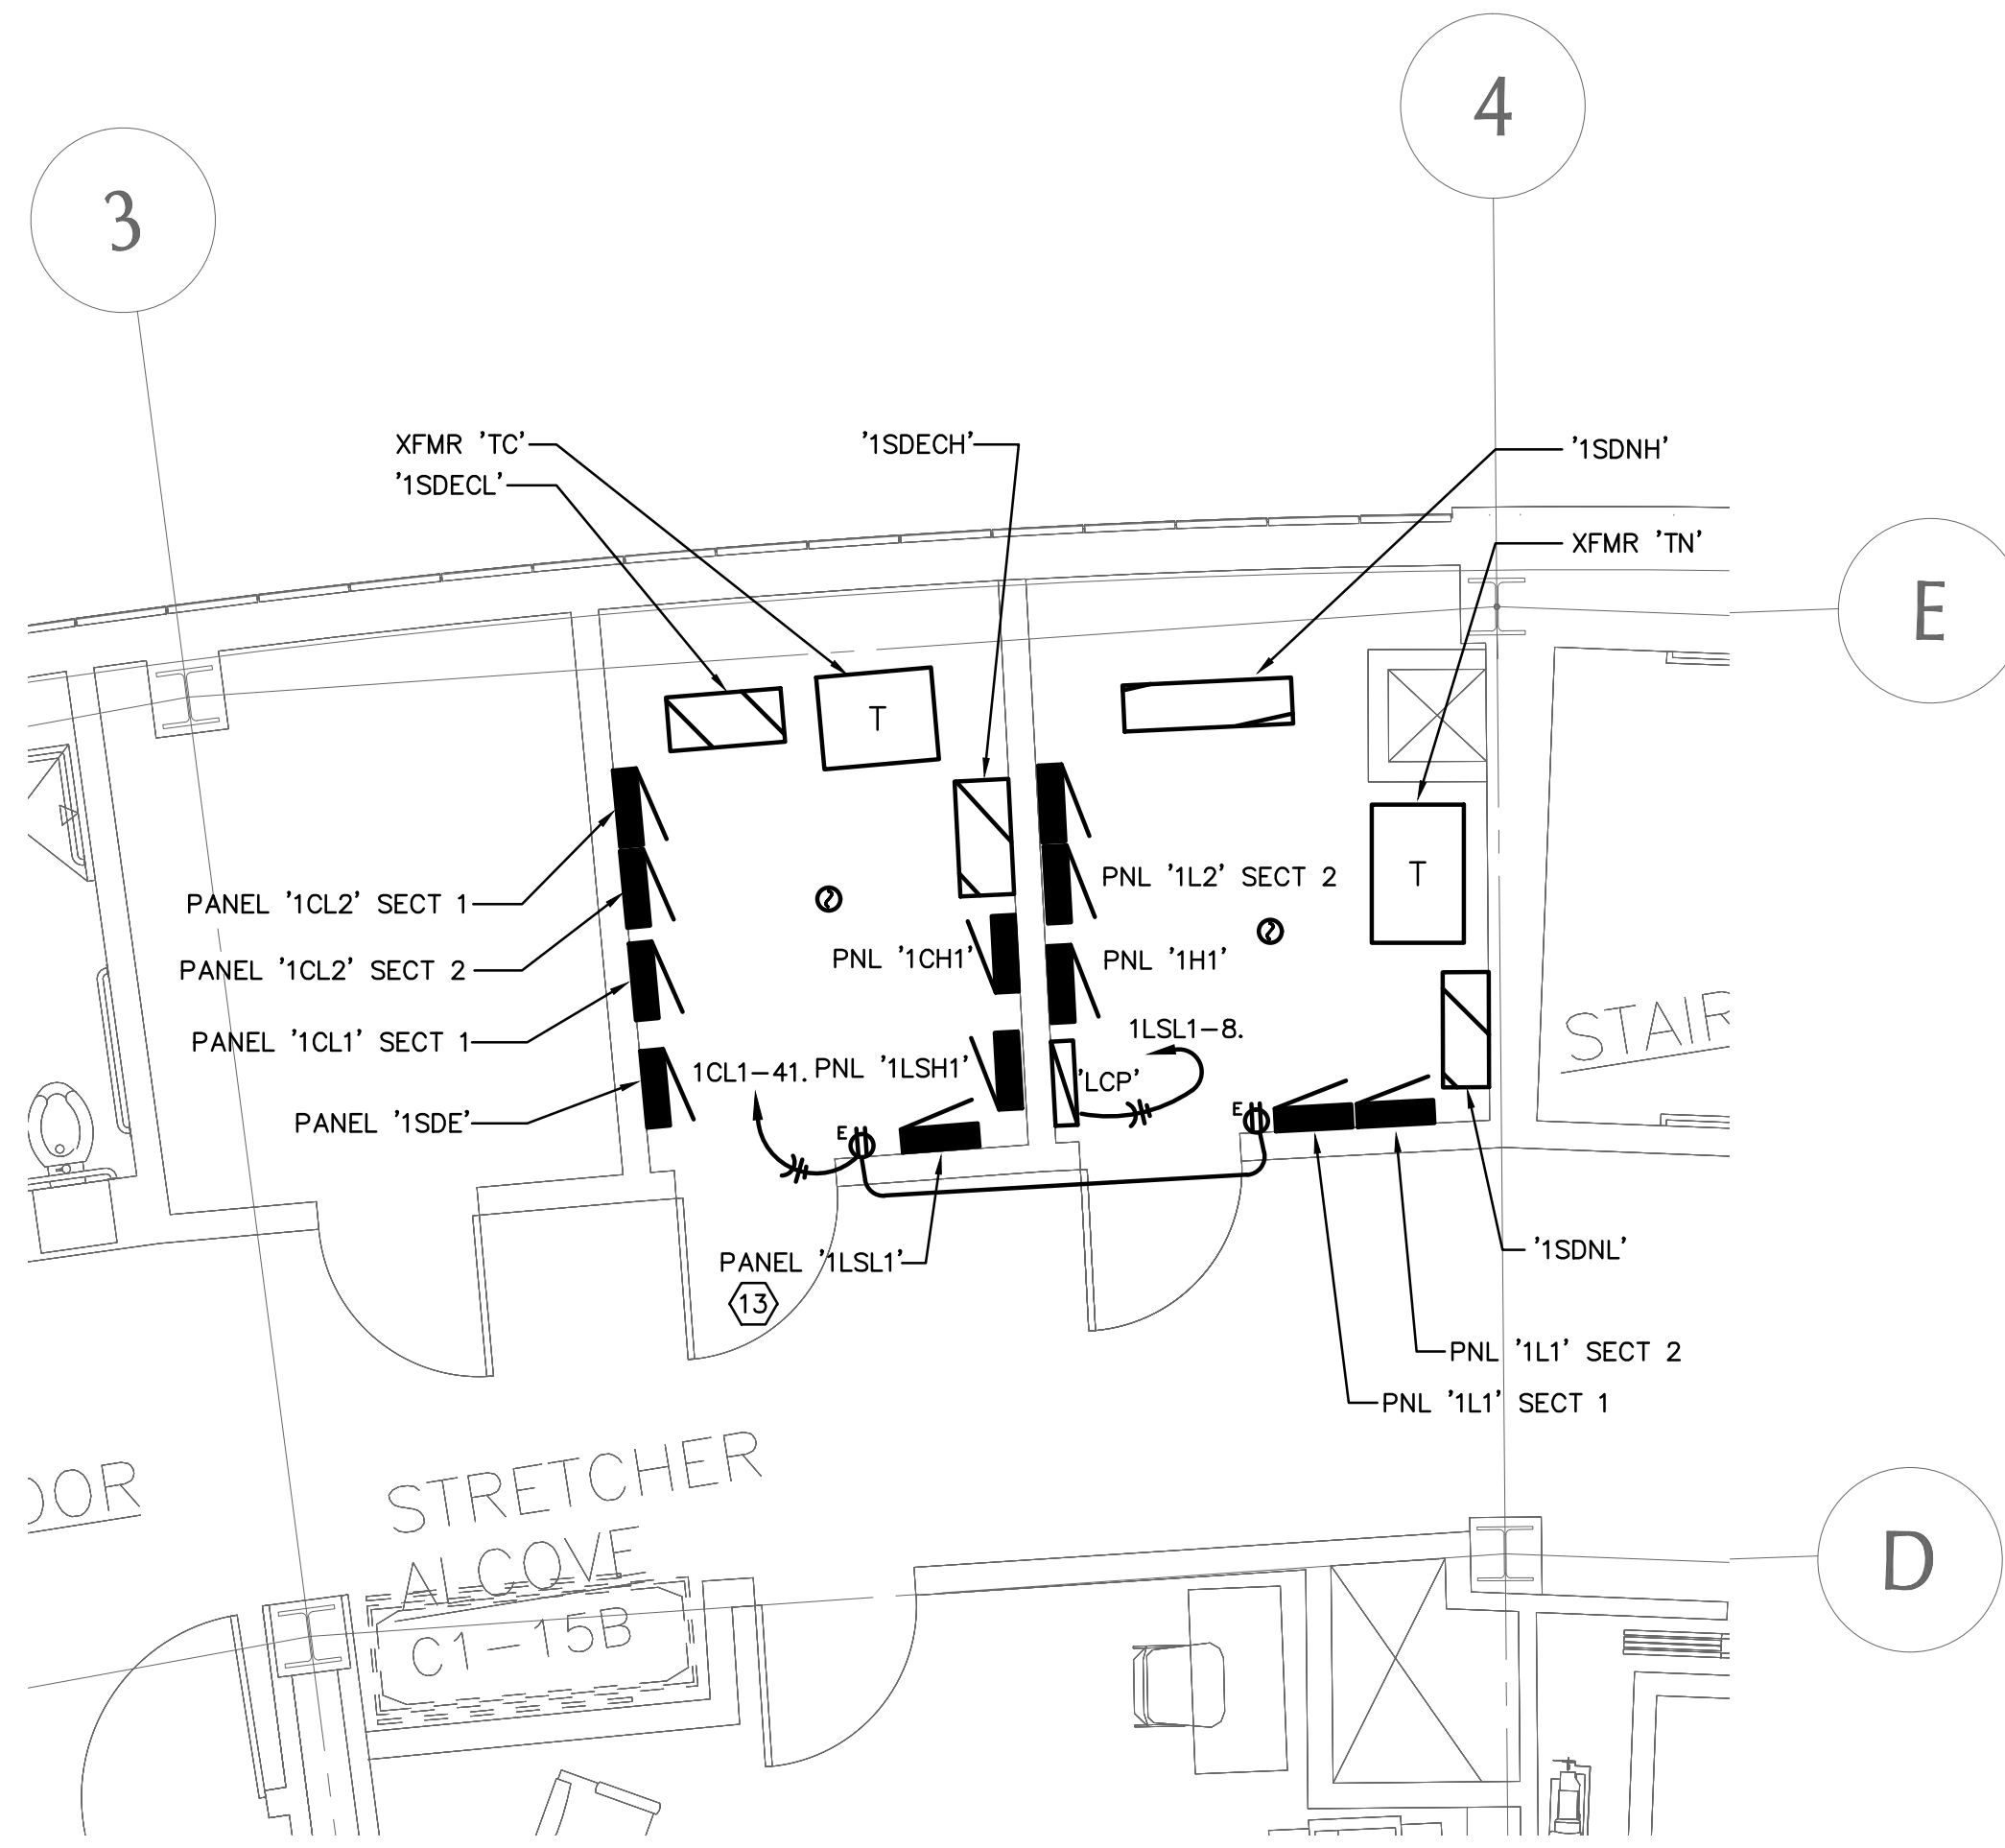 4
3
XFMR 'TC'
'1SDECH'
'1SDNH'
'1SDECL'
XFMR 'TN'
E
T
T
PNL '1L2' SECT 2
PANEL '1CL2' SECT 1
PNL '1CH1'
PNL '1H1'
PANEL '1CL2' SECT 2
STAIR
1LSL1-8.
PANEL '1CL1' SECT 1
1CL1-41.
PNL '1LSH1'
'LCP'
PANEL '1SDE'
E
E
PANEL '1LSL1'
13
'1SDNL'
PNL '1L1' SECT 2
PNL '1L1' SECT 1
STRETCHER
ALCOVE
C1-15B
OOR
D